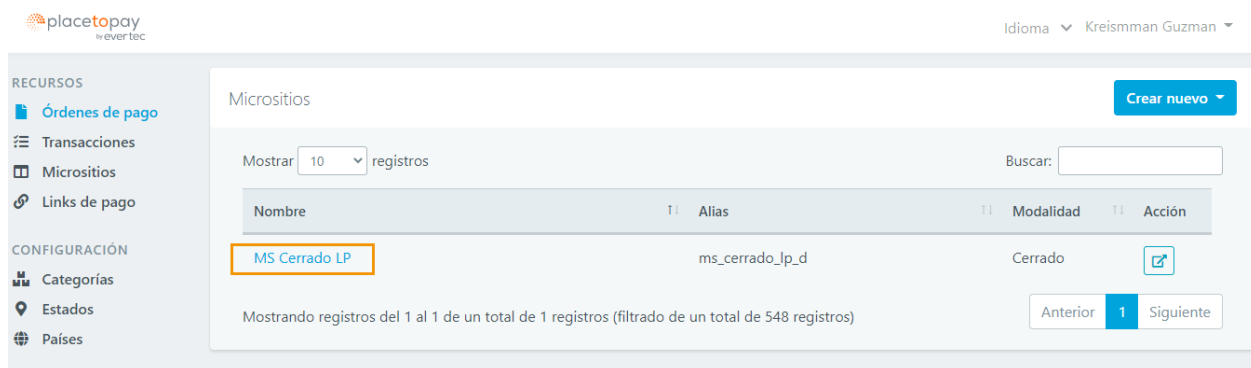 placetopay
by evertec
Idioma
Kreismman Guzman
RECURSOS
Órdenes de pago
Transacciones
Micrositios
Links de pago
CONFIGURACIÓN
Categorías
Estados
Países
Micrositios
Crear nuevo
Mostrar 10 registros
Buscar:
Nombre Alias Modalidad Acción
MS Cerrado LP ms_cerrado_lp_d Cerrado
Mostrando registros del 1 al 1 de un total de 1 registros (filtrado de un total de 548 registros)
Anterior 1 Siguiente